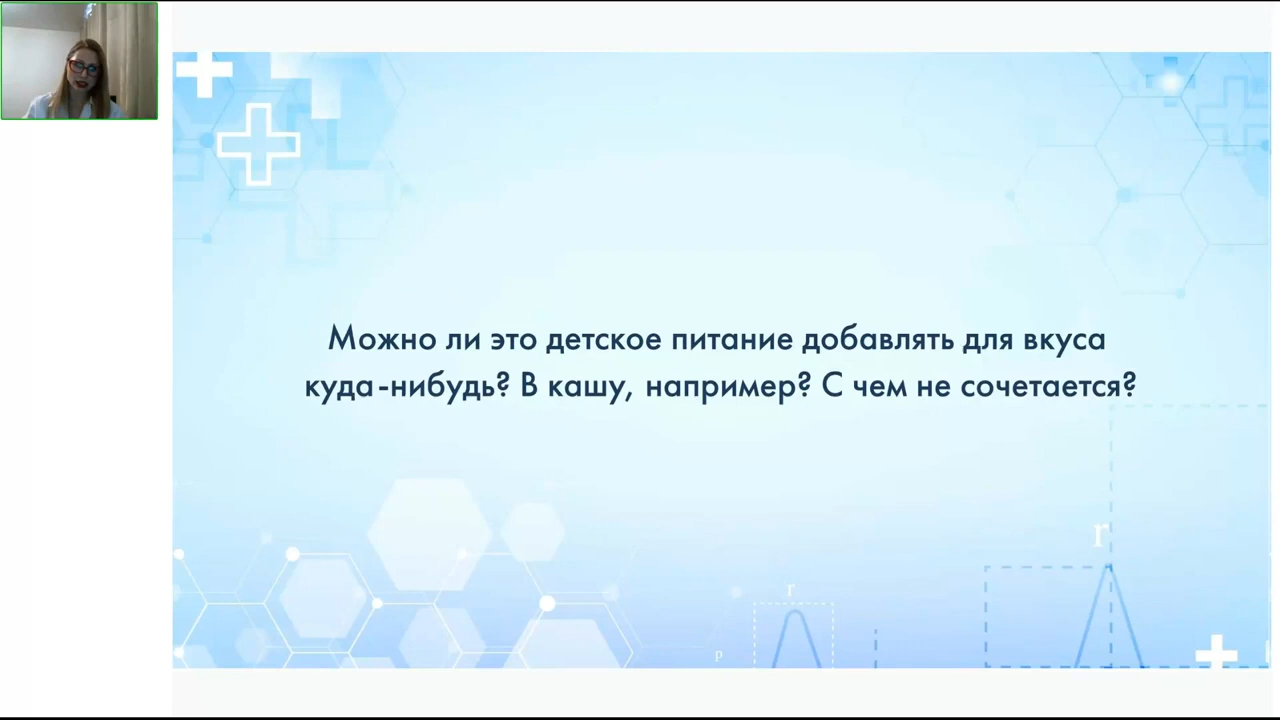 Можно ли это детское питание добавлять для вкуса
куда-нибудь? В кашу, например? С чем не сочетается?
r
r
p